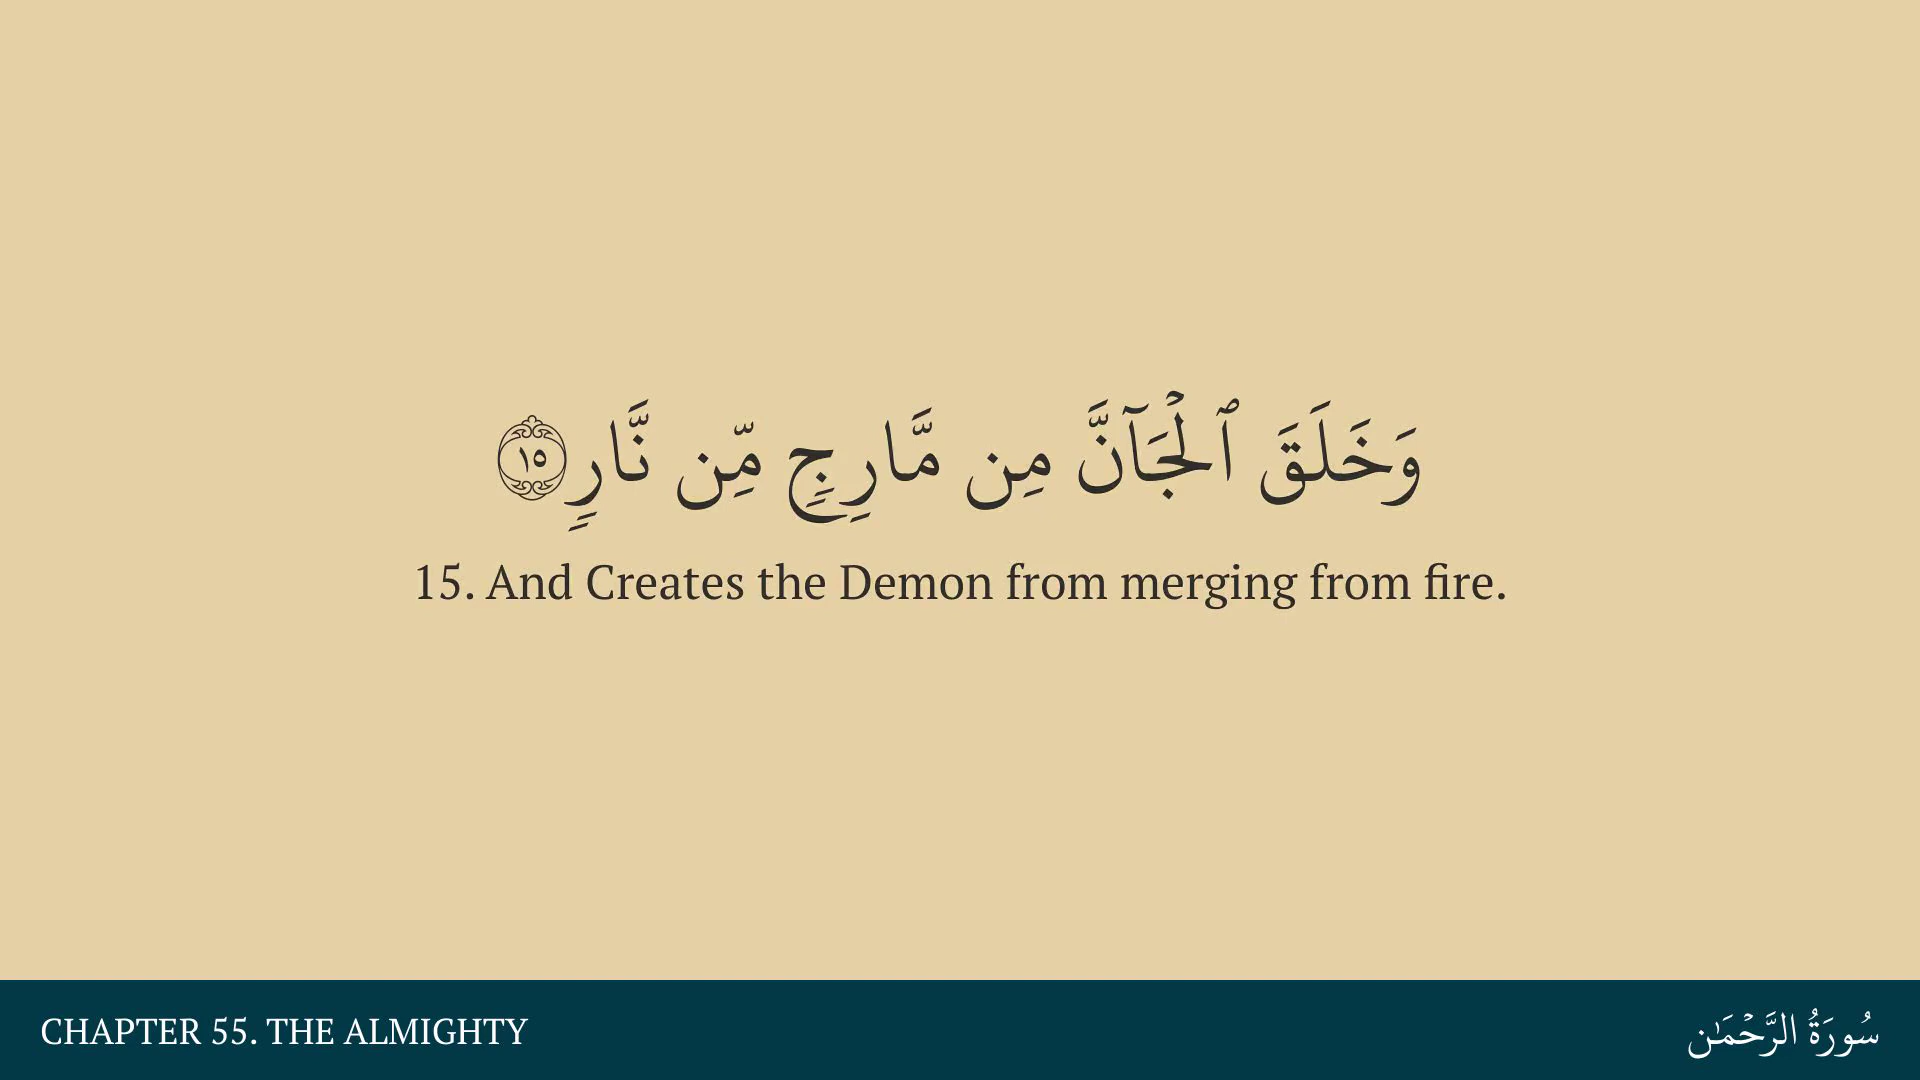 وَخَلَقَ ٱلْجَآنَّ مِن مَّارِجٍ مِّن نَّارٍ ١٥
15. And Creates the Demon from merging from fire.
CHAPTER 55. THE ALMIGHTY
سُورَةُ الرَّحْمَٰن